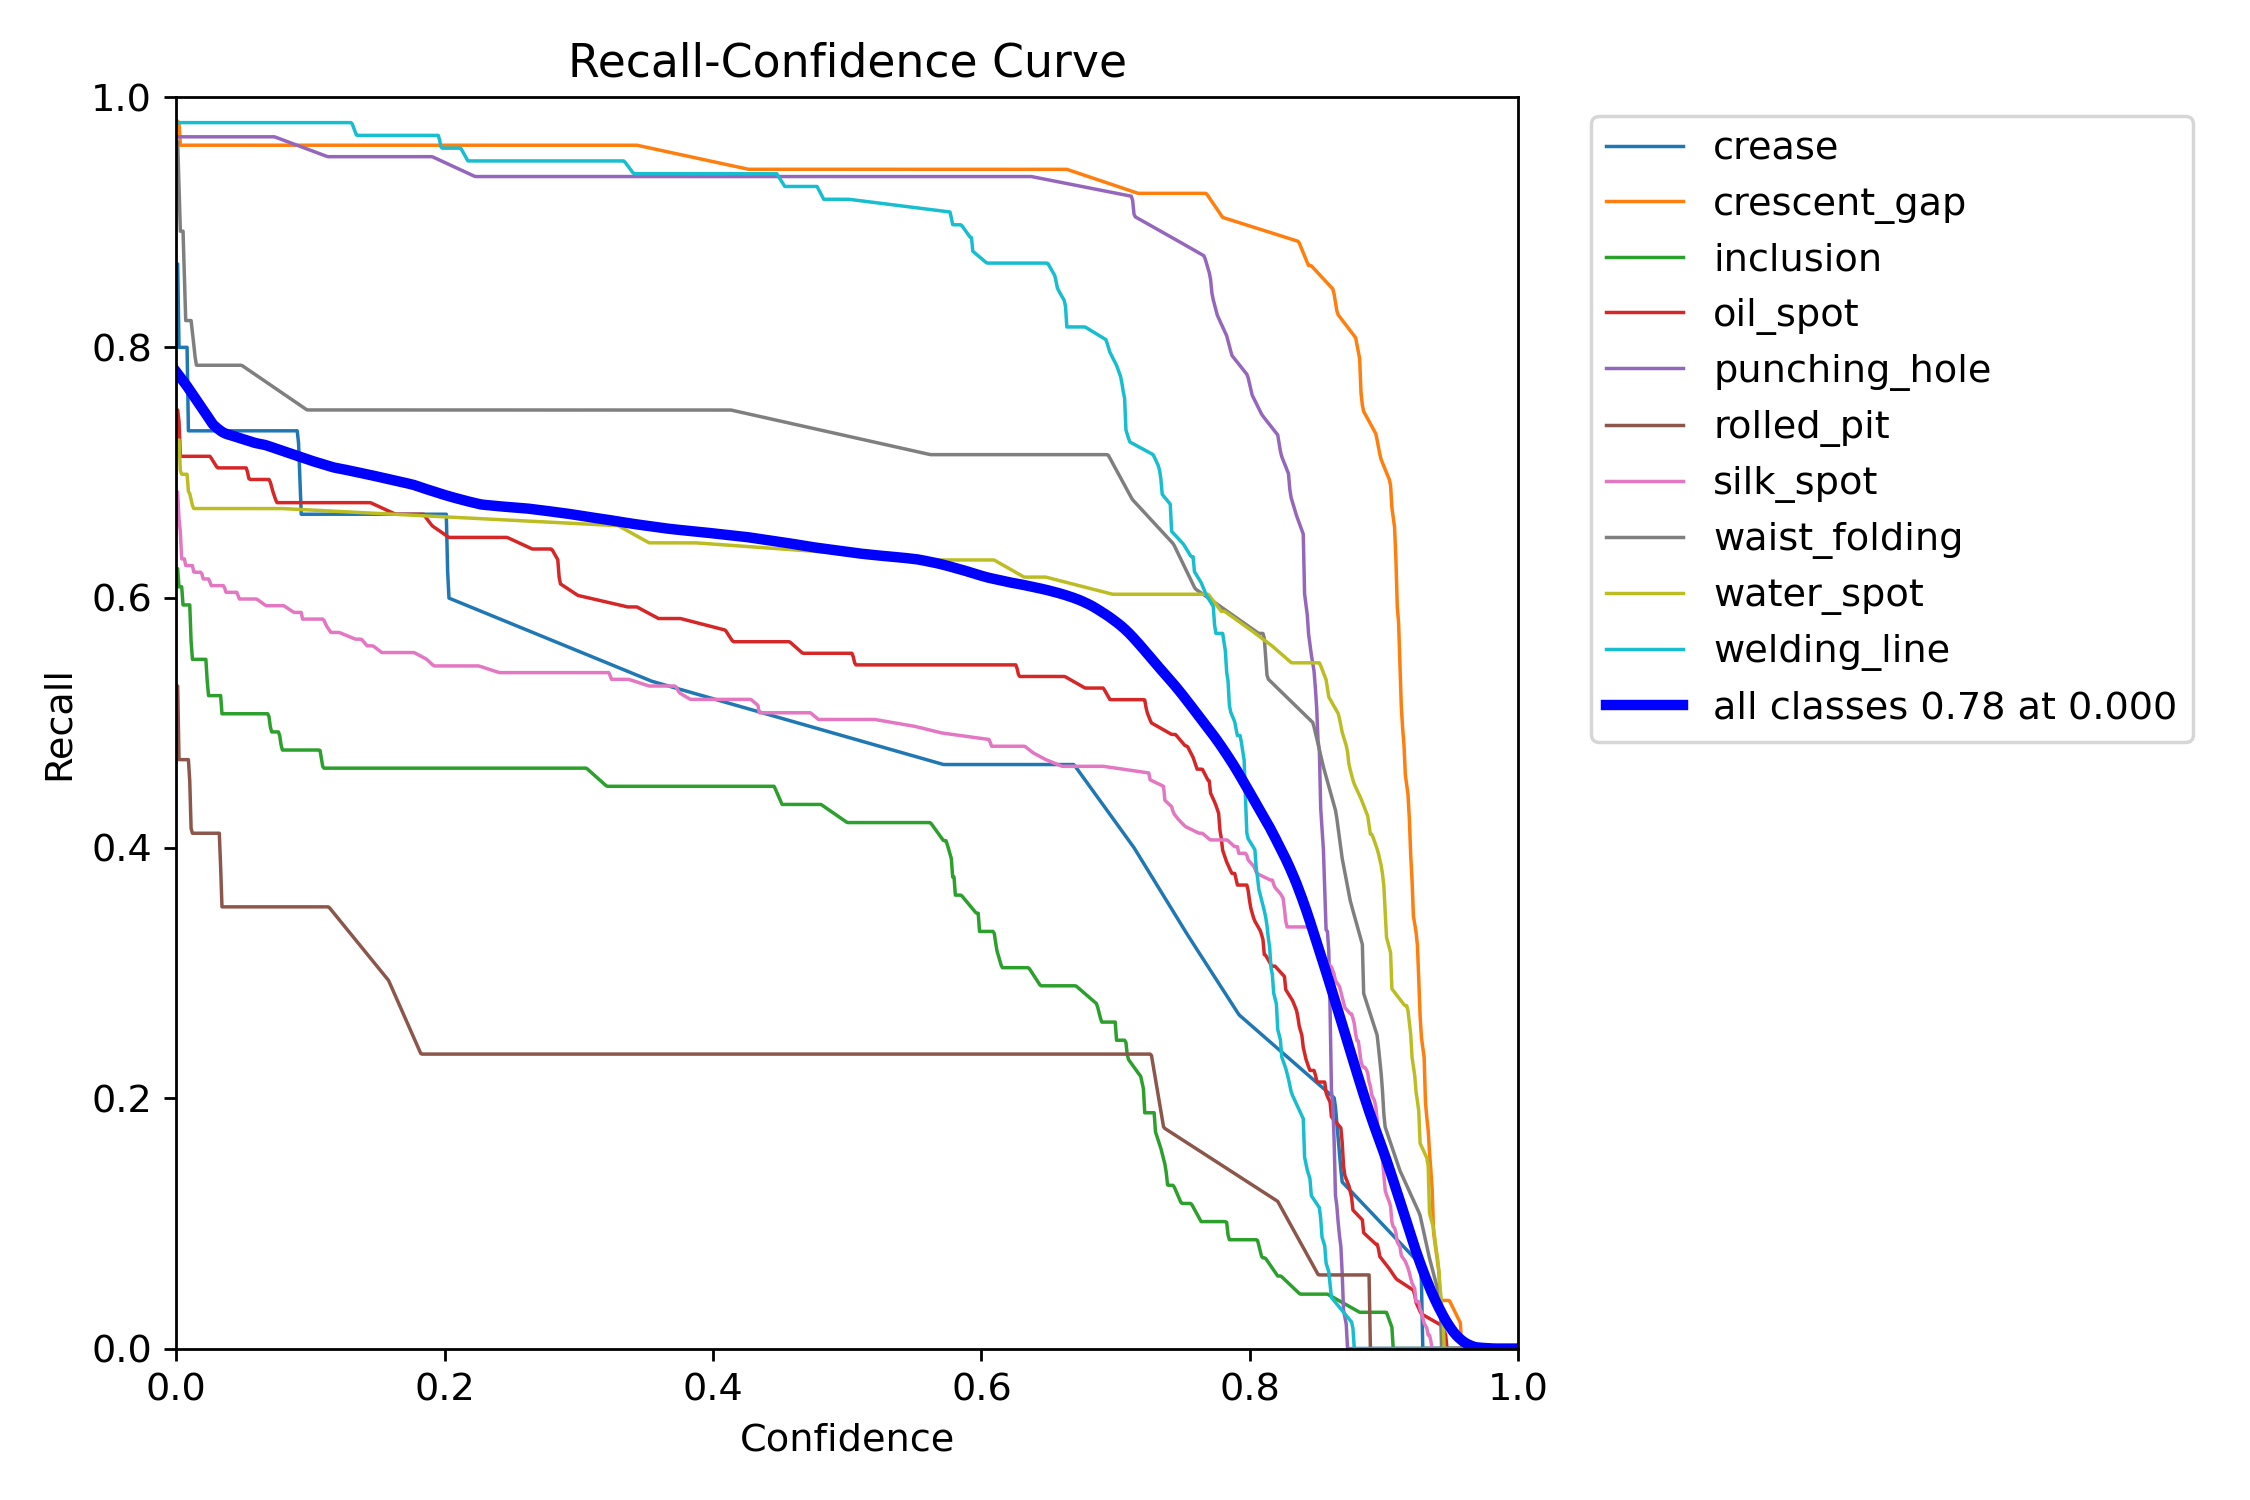 Recall-Confidence Curve
1.0
0.8
0.6
0.4
0.2
0.0
Recall
0.0 0.2 0.4 0.6 0.8 1.0
Confidence
crease
crescent_gap
inclusion
oil_spot
punching_hole
rolled_pit
silk_spot
waist_folding
water_spot
welding_line
all classes 0.78 at 0.000